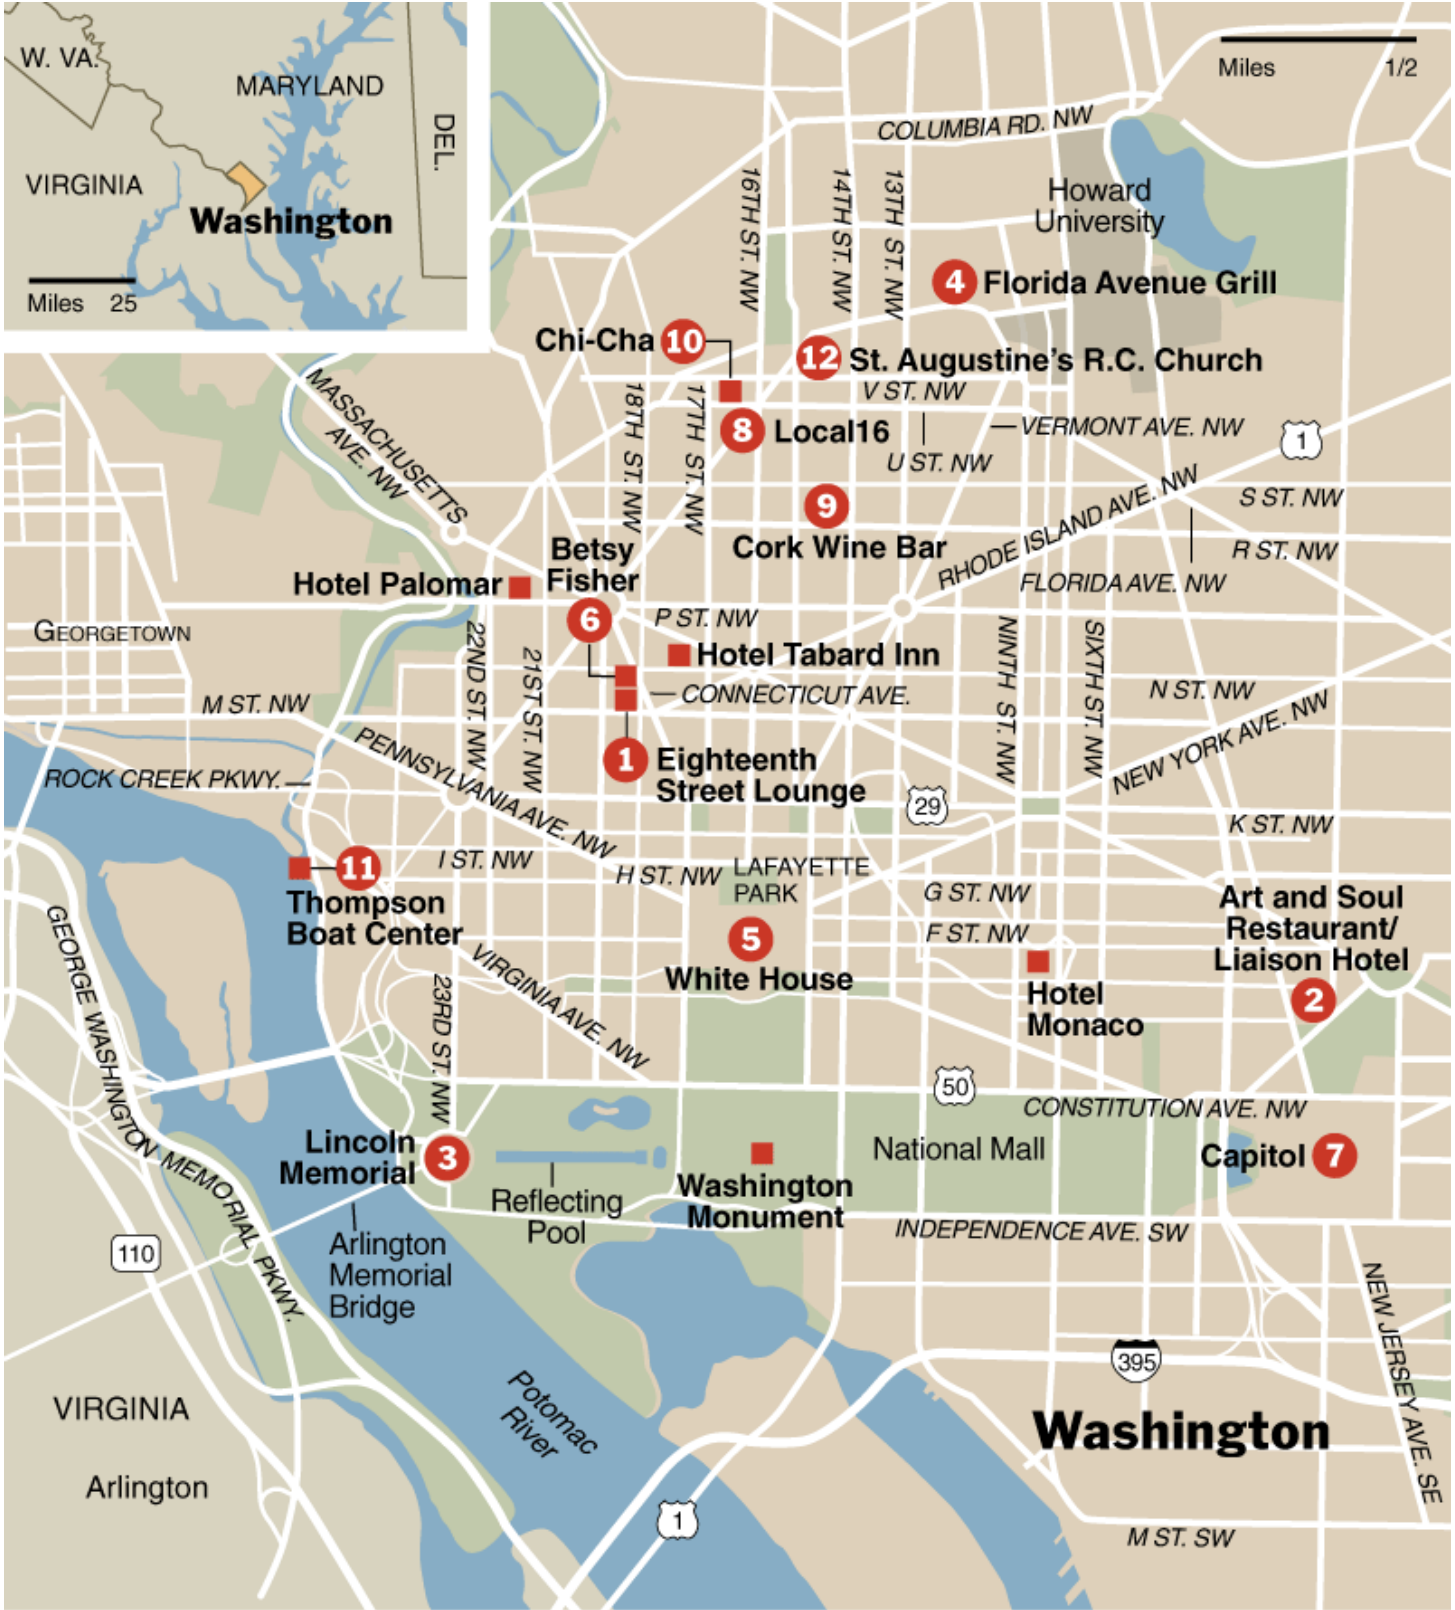 W. VA.
MARYLAND
DEL.
VIRGINIA
Washington
Miles 25
Miles 1/2
COLUMBIA RD. NW
16TH ST. NW
14TH ST. NW
13TH ST. NW
Howard
University
4 Florida Avenue Grill
Chi-Cha 10
12 St. Augustine's R.C. Church
MASSACHUSETTS
AVE. NW
18TH ST. NW
17TH ST. NW
V ST. NW
8 Local16
VERMONT AVE. NW
1
U ST. NW
RHODE ISLAND AVE. NW
S ST. NW
9
Cork Wine Bar
R ST. NW
FLORIDA AVE. NW
Betsy
Fisher
6
Hotel Palomar
P ST. NW
GEORGETOWN
22ND ST. NW
21ST ST. NW
Hotel Tabard Inn
NINTH ST. NW
SIXTH ST. NW
CONNECTICUT AVE.
N ST. NW
M ST. NW
NEW YORK AVE. NW
PENNSYLVANIA AVE. NW
1 Eighteenth
Street Lounge
ROCK CREEK PKWY.
29
K ST. NW
I ST. NW
H ST. NW
LAFAYETTE
PARK
G ST. NW
11
Thompson
Boat Center
F ST. NW
Art and Soul
Restaurant/
Liaison Hotel
2
5
White House
Hotel
Monaco
GEORGE WASHINGTON MEMORIAL PKWY.
VIRGINIA AVE. NW
23RD ST. NW
50
CONSTITUTION AVE. NW
Lincoln
Memorial
3
National Mall
Capitol 7
Reflecting
Pool
Washington
Monument
INDEPENDENCE AVE. SW
110
Arlington
Memorial
Bridge
NEW JERSEY AVE. SE
395
VIRGINIA
Potomac
River
Washington
Arlington
1
M ST. SW